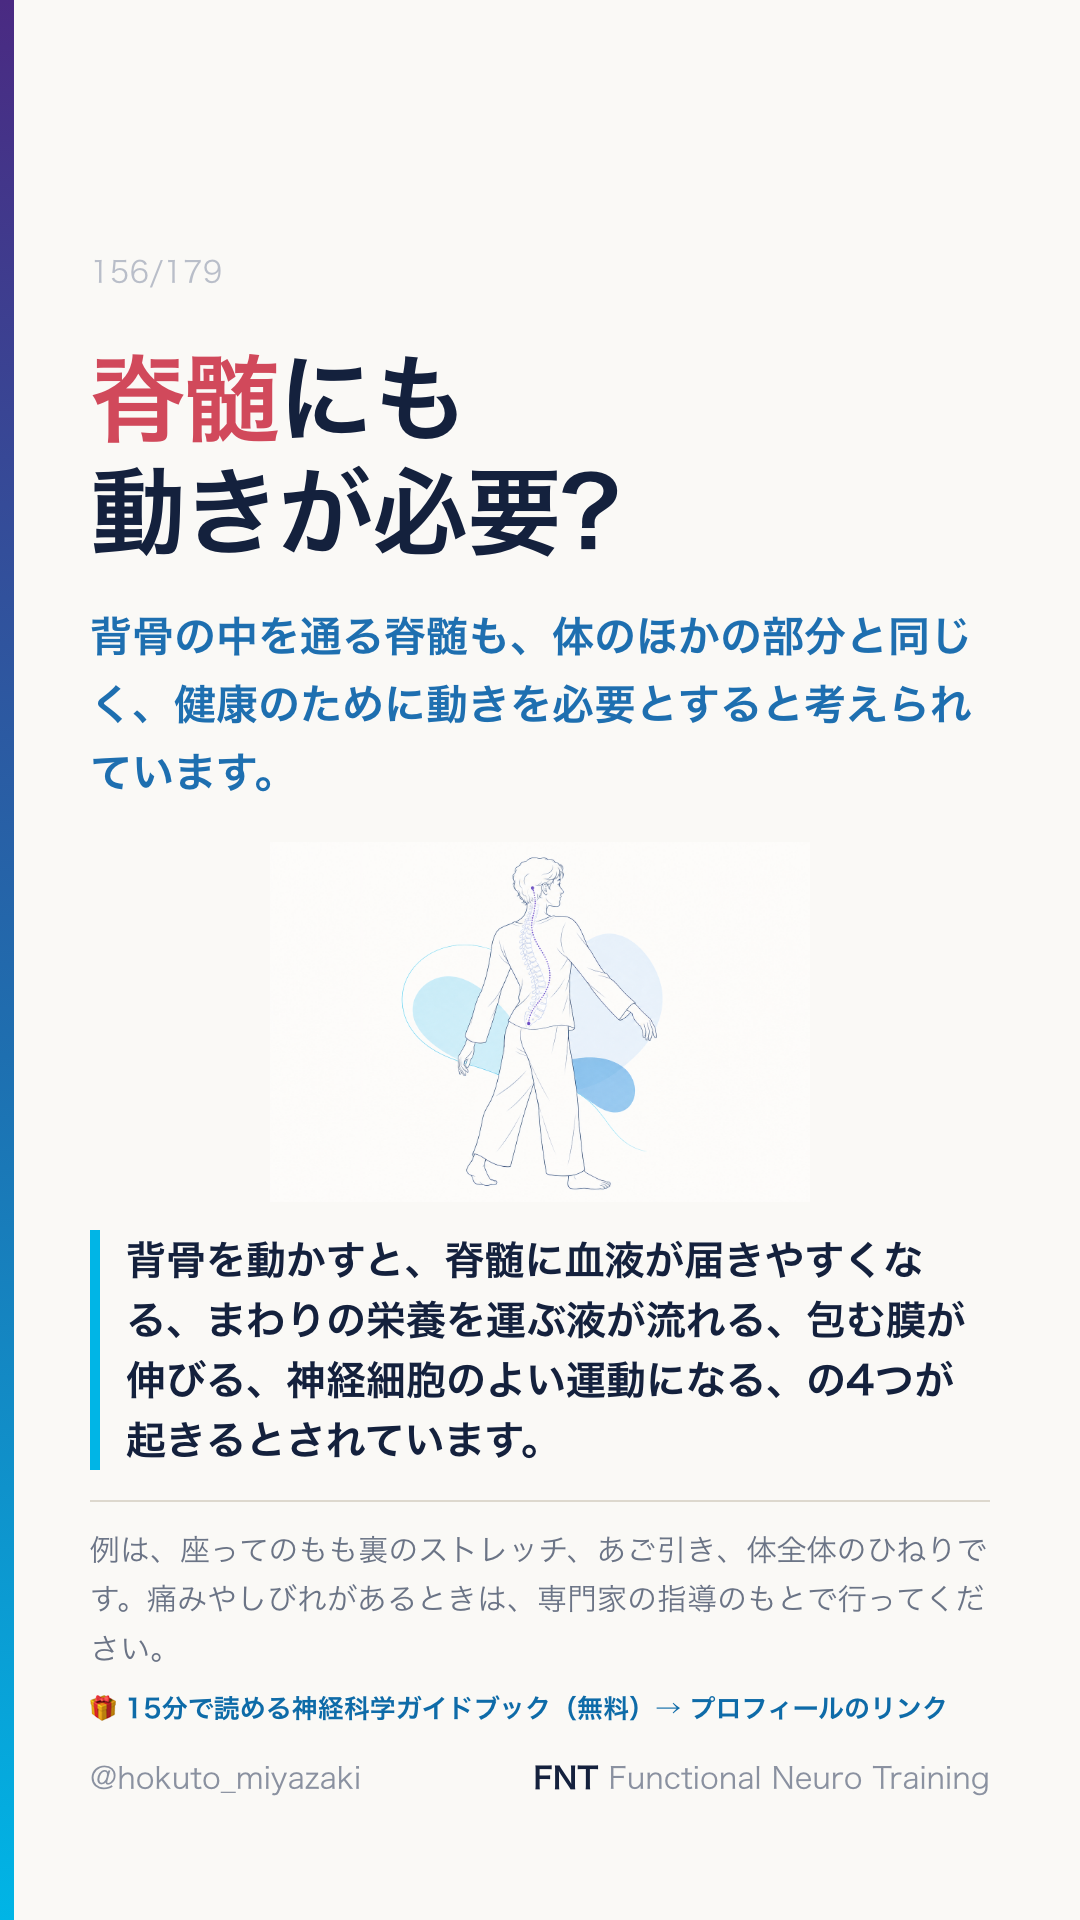 156/179
脊髄にも
動きが必要?
背骨の中を通る脊髄も、体のほかの部分と同じ
く、健康のために動きを必要とすると考えられ
ています。
背骨を動かすと、脊髄に血液が届きやすくな
る、まわりの栄養を運ぶ液が流れる、包む膜が
伸びる、神経細胞のよい運動になる、の4つが
起きるとされています。
例は、座ってのもも裏のストレッチ、あご引き、体全体のひねりで
す。痛みやしびれがあるときは、専門家の指導のもとで行ってくだ
さい。
🎁 15分で読める神経科学ガイドブック（無料）→ プロフィールのリンク
@hokuto_miyazaki
FNT Functional Neuro Training